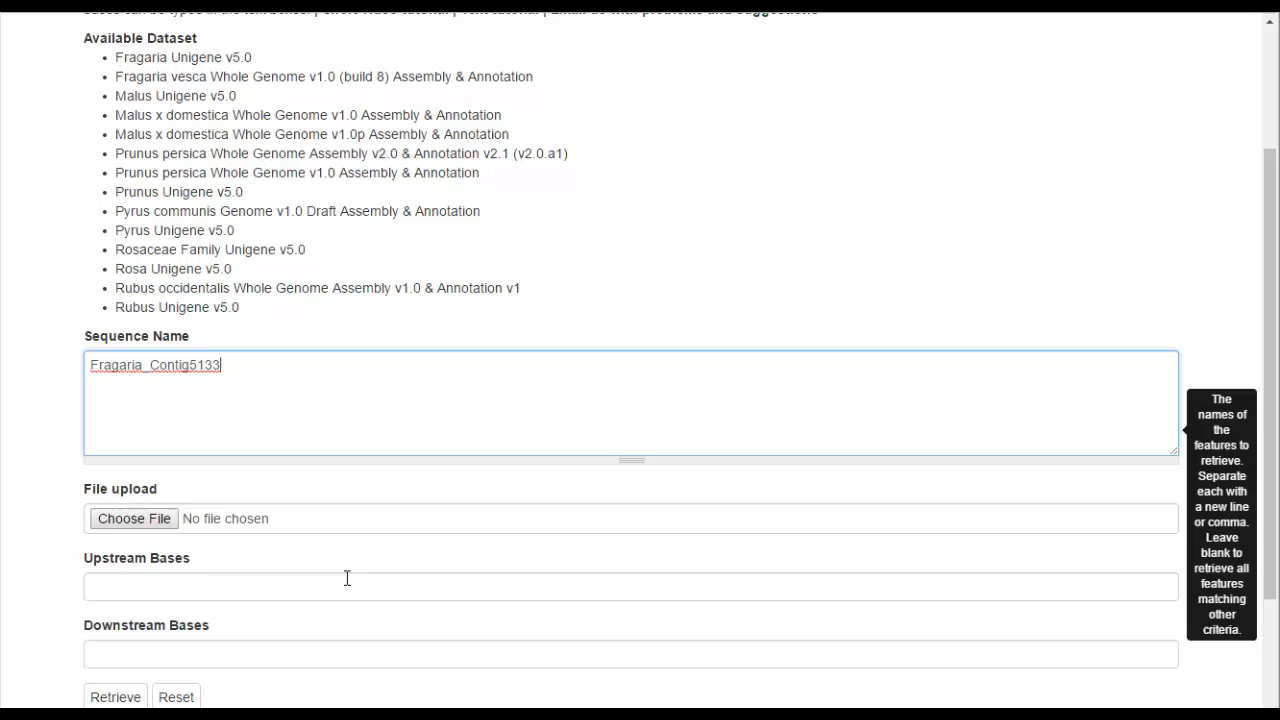 Available Dataset
Fragaria Unigene v5.0
Fragaria vesca Whole Genome v1.0 (build 8) Assembly & Annotation
Malus Unigene v5.0
Malus x domestica Whole Genome v1.0 Assembly & Annotation
Malus x domestica Whole Genome v1.0p Assembly & Annotation
Prunus persica Whole Genome Assembly v2.0 & Annotation v2.1 (v2.0.a1)
Prunus persica Whole Genome v1.0 Assembly & Annotation
Prunus Unigene v5.0
Pyrus communis Genome v1.0 Draft Assembly & Annotation
Pyrus Unigene v5.0
Rosaceae Family Unigene v5.0
Rosa Unigene v5.0
Rubus occidentalis Whole Genome Assembly v1.0 & Annotation v1
Rubus Unigene v5.0
Sequence Name
Fragaria_Contig5133
The
names of
the
features to
retrieve.
Separate
each with
a new line
or comma.
Leave
blank to
retrieve all
features
matching
other
criteria.
File upload
Choose File No file chosen
Upstream Bases
Downstream Bases
Retrieve Reset